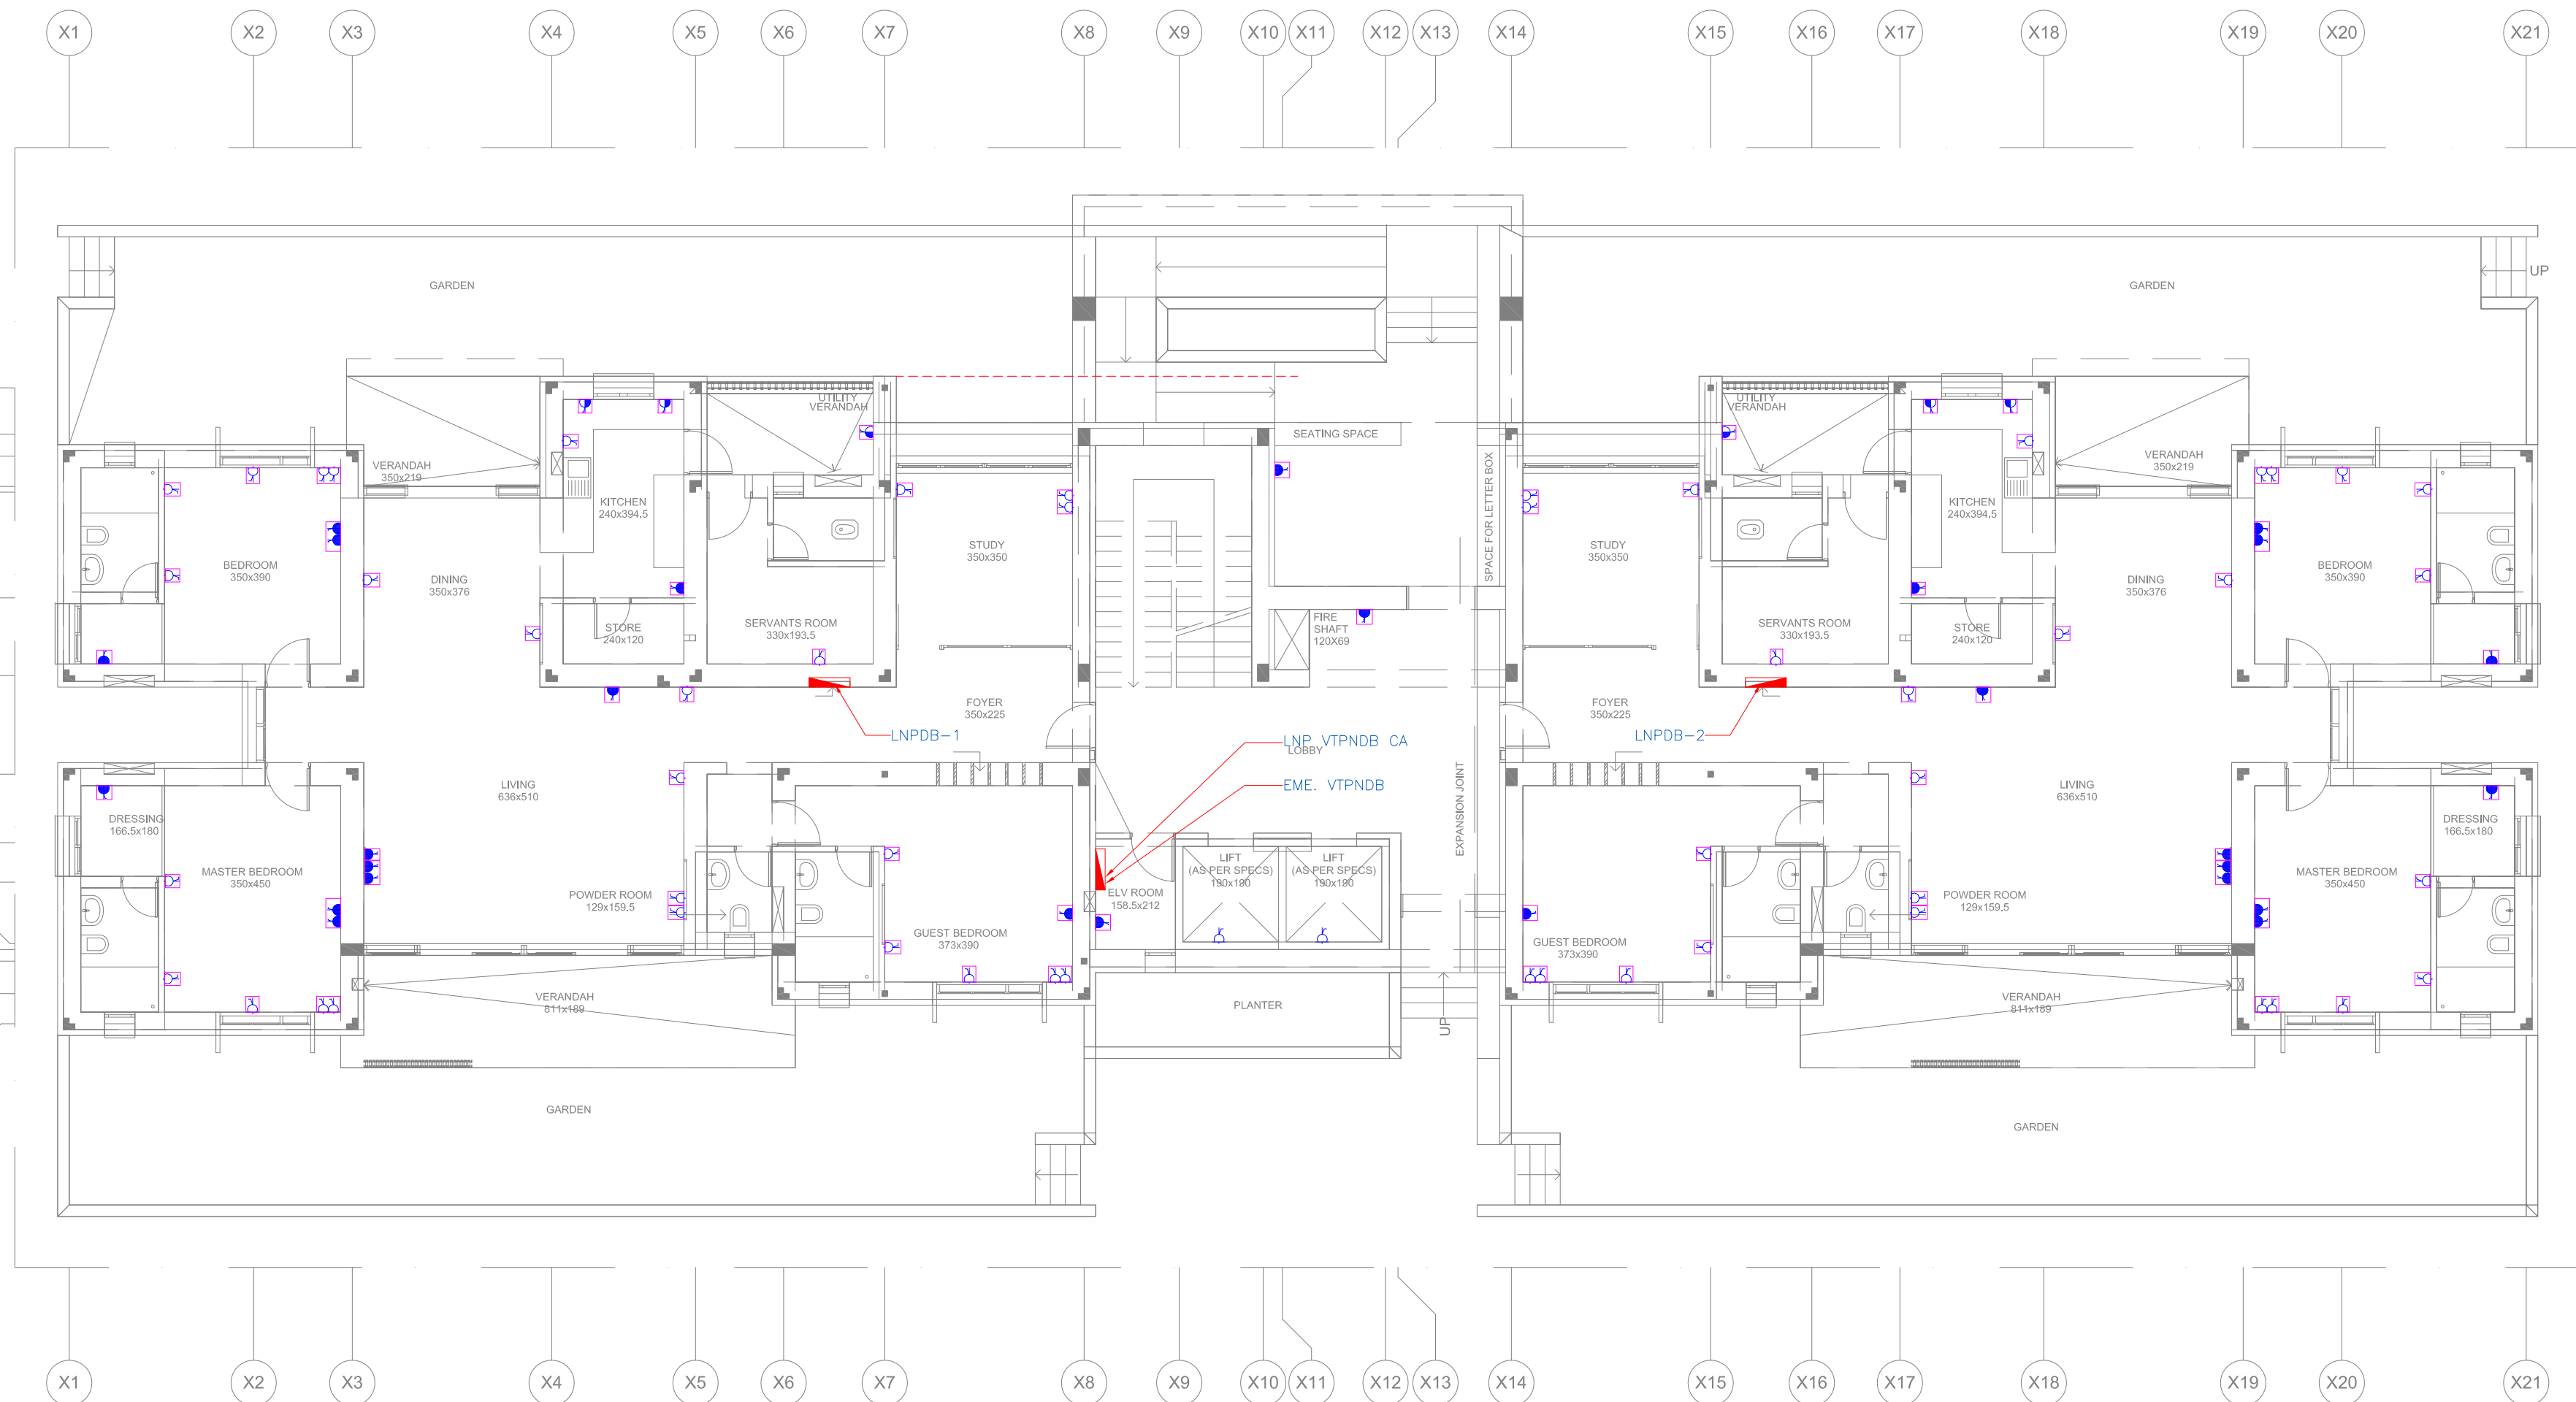 X1
X2
X3
X4
X5
X6
X7
X8
X9
X10
X11
X12
X13
X14
X15
X16
X17
X18
X19
X20
X21
GARDEN
GARDEN
UP
UTILITY
VERANDAH
UTILITY
VERANDAH
SEATING SPACE
VERANDAH
350x219
VERANDAH
350x219
KITCHEN
240x394.5
KITCHEN
240x394.5
SPACE FOR LETTER BOX
STUDY
350x350
STUDY
350x350
BEDROOM
350x390
BEDROOM
350x390
DINING
350x376
DINING
350x376
STORE
240x120
STORE
240x120
SERVANTS ROOM
330x193.5
SERVANTS ROOM
330x193.5
FIRE
SHAFT
120X69
FOYER
350x225
FOYER
350x225
LNPDB-1
LNPDB-2
LNP VTPNDB CA
LOBBY
EME. VTPNDB
LIVING
636x510
LIVING
636x510
EXPANSION JOINT
DRESSING
166.5x180
DRESSING
166.5x180
MASTER BEDROOM
350x450
MASTER BEDROOM
350x450
LIFT
(AS PER SPECS)
190x190
LIFT
(AS PER SPECS)
190x190
POWDER ROOM
129x159.5
POWDER ROOM
129x159.5
ELV ROOM
158.5x212
GUEST BEDROOM
373x390
GUEST BEDROOM
373x390
VERANDAH
811x189
VERANDAH
811x189
PLANTER
UP
GARDEN
GARDEN
X1
X2
X3
X4
X5
X6
X7
X8
X9
X10
X11
X12
X13
X14
X15
X16
X17
X18
X19
X20
X21